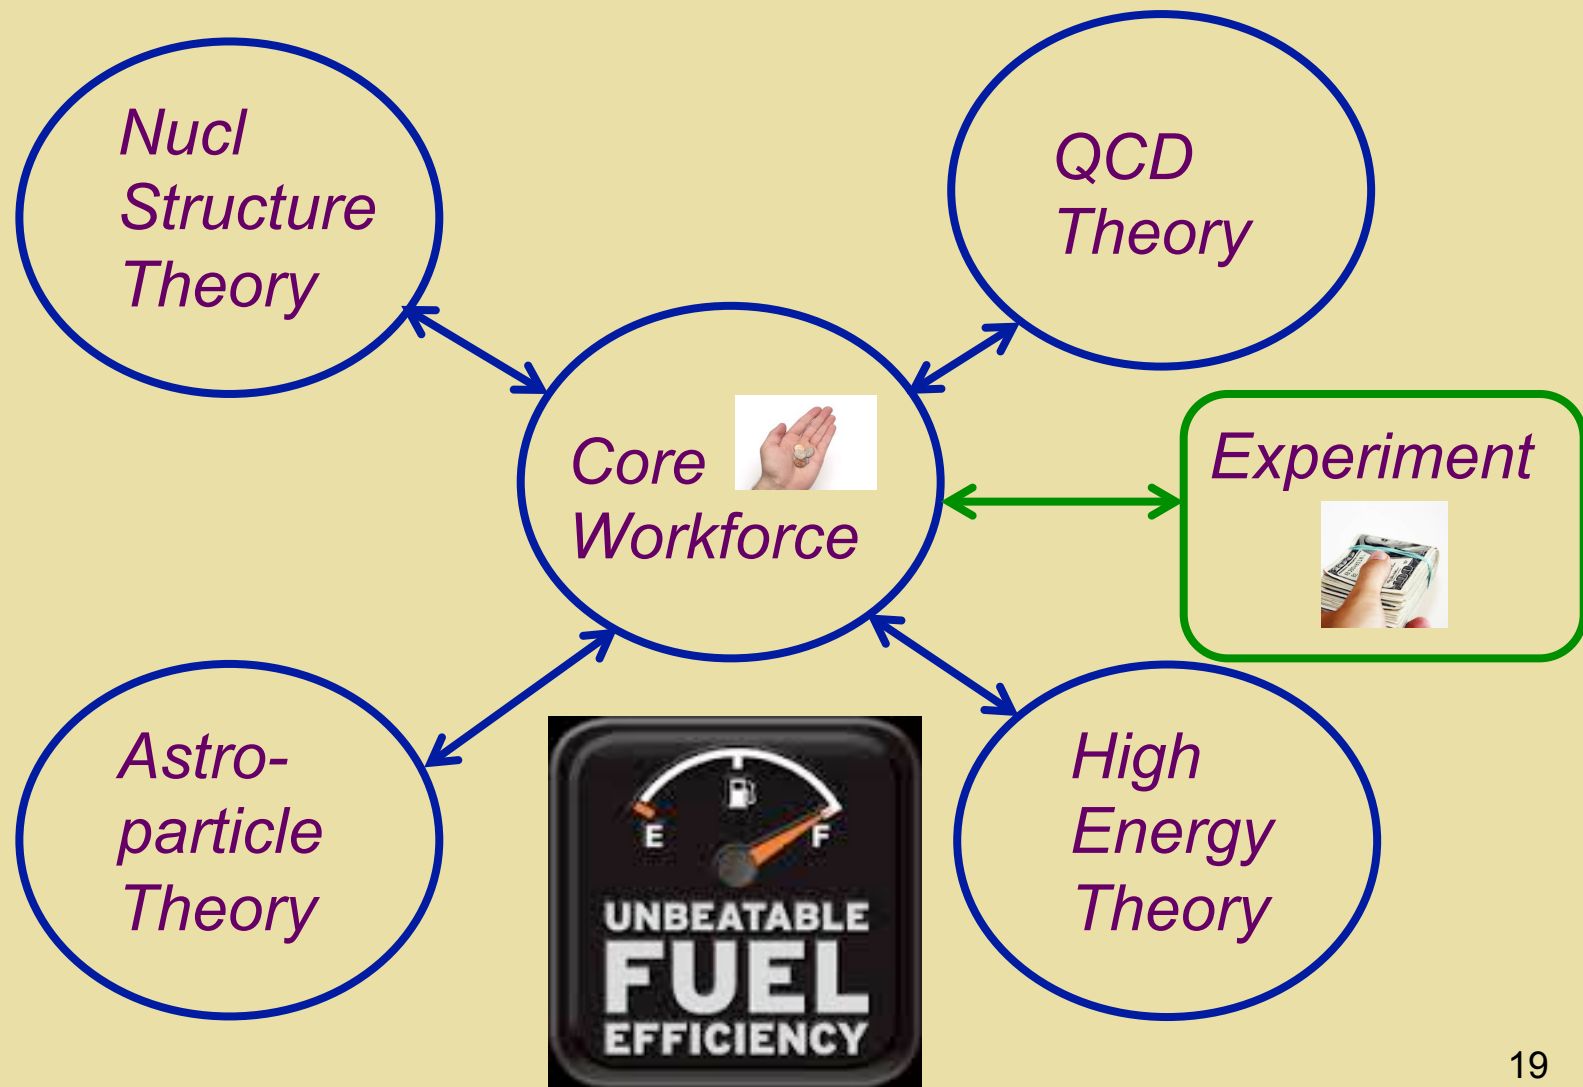 Nucl
Structure
Theory
QCD
Theory
Core
Workforce
Experiment
Astro-
particle
Theory
E
F
UNBEATABLE
FUEL
EFFICIENCY
High
Energy
Theory
19